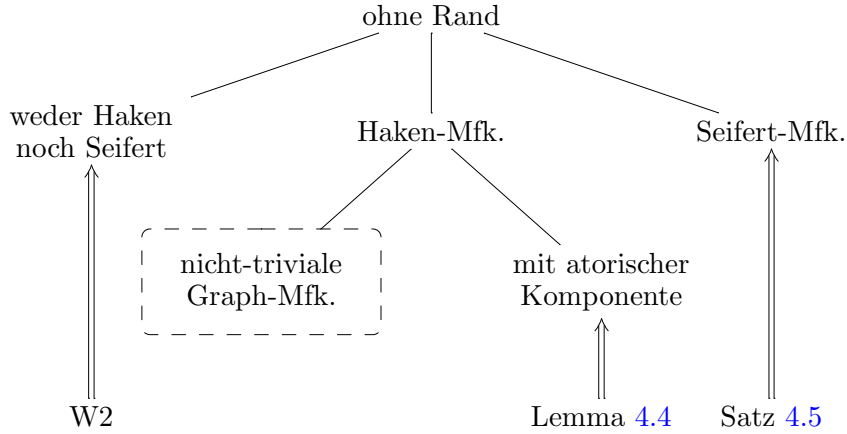 ohne Rand
weder Haken
noch Seifert
Haken-Mfk.
Seifert-Mfk.
nicht-triviale
Graph-Mfk.
mit atorischer
Komponente
W2
Lemma 4.4
Satz 4.5